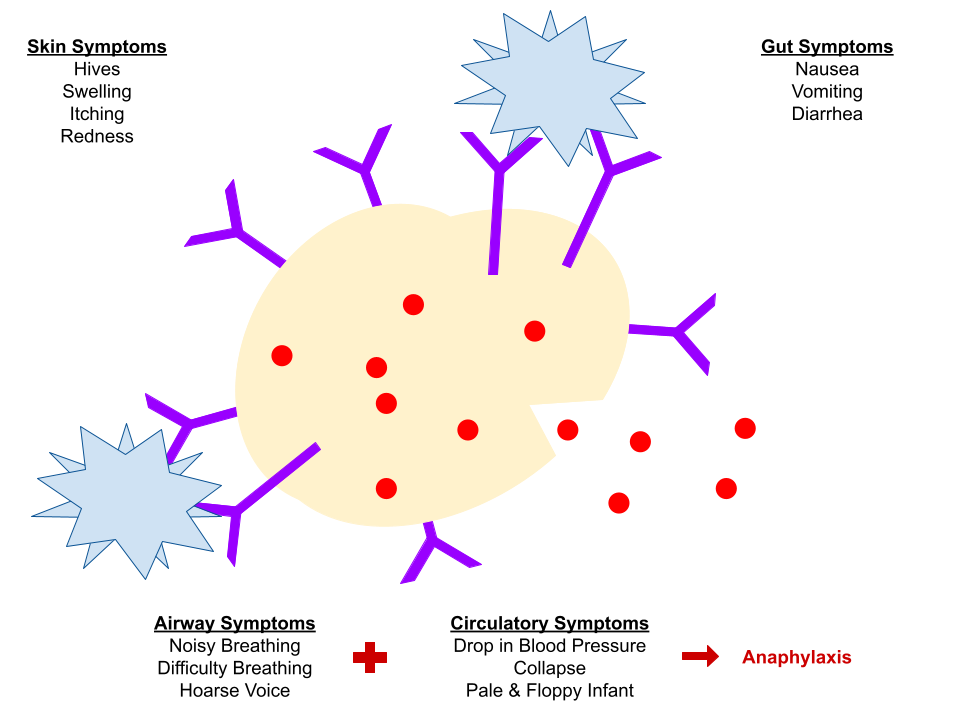 Skin Symptoms
Hives
Swelling
Itching
Redness
Gut Symptoms
Nausea
Vomiting
Diarrhea
Airway Symptoms
Noisy Breathing
Difficulty Breathing
Hoarse Voice
Circulatory Symptoms
Drop in Blood Pressure
Collapse
Pale & Floppy Infant
Anaphylaxis